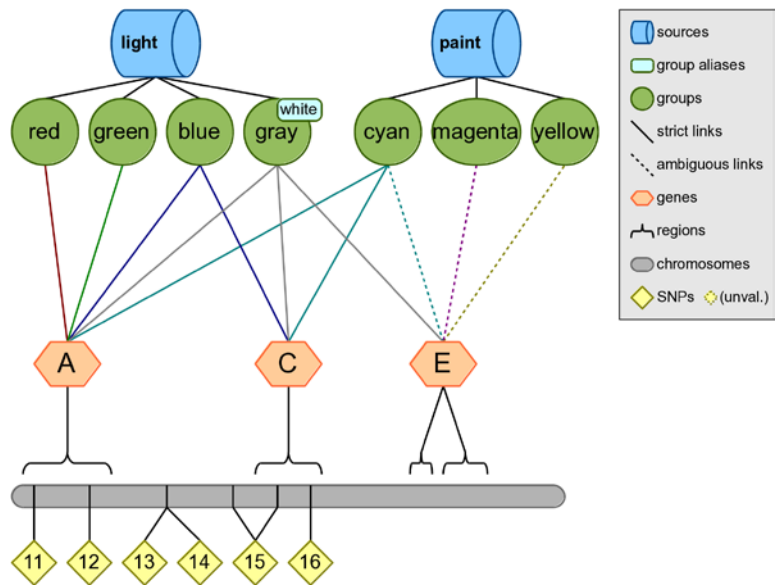 light
paint
white
red
green
blue
gray
cyan
magenta
yellow
A
C
E
11
12
13
14
15
16
sources
group aliases
groups
strict links
ambiguous links
genes
regions
chromosomes
SNPs (unval.)